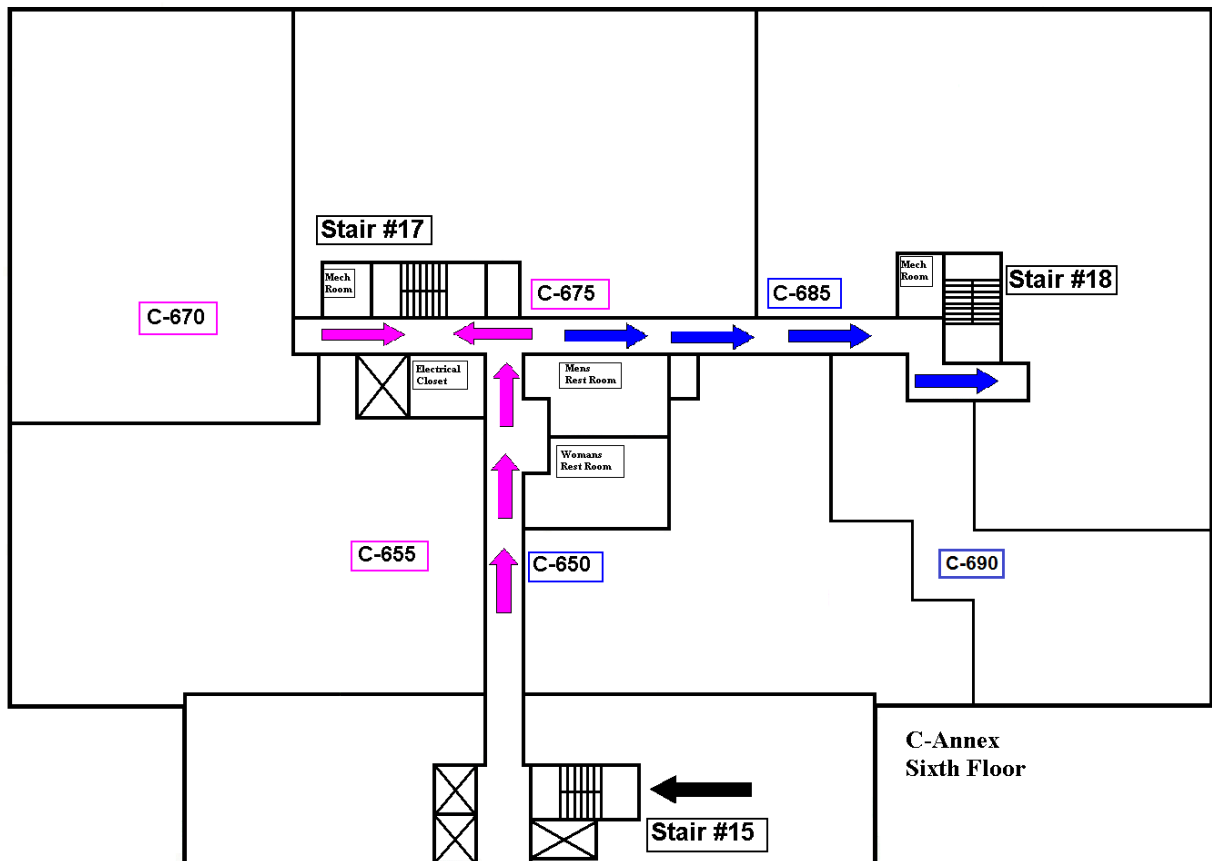 Stair #17
Mech
Room
C-675
C-685
Mech
Room
Stair #18
C-670
Electrical
Closet
Mens
Rest Room
Womans
Rest Room
C-655
C-650
C-690
C-Annex
Sixth Floor
Stair #15